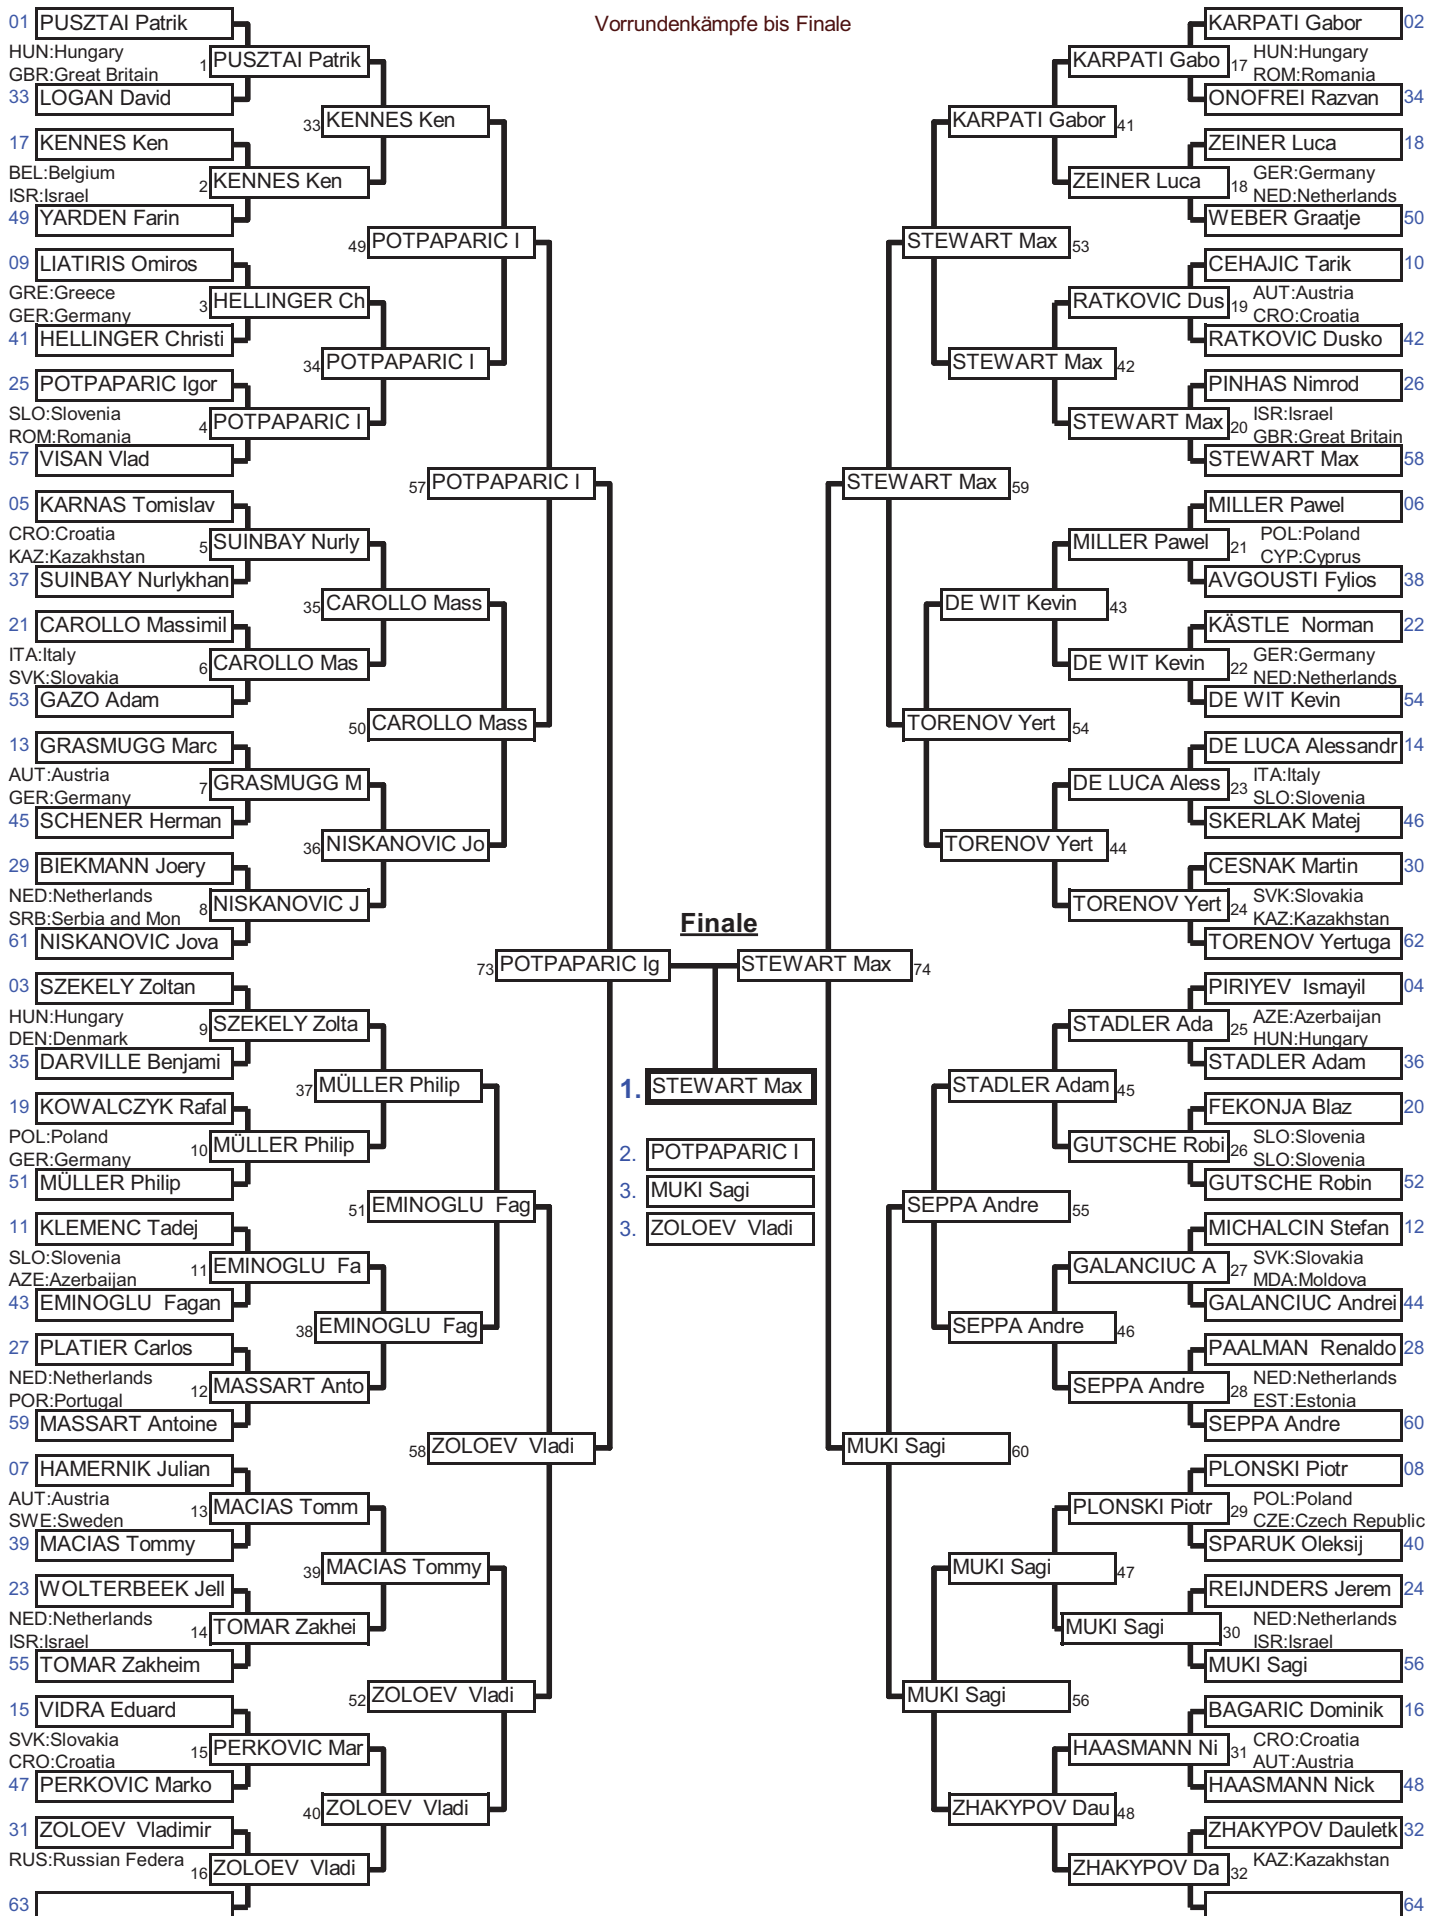 Vorrundenkämpfe bis Finale
01 PUSZTAI Patrik
HUN:Hungary
GBR:Great Britain
1 PUSZTAI Patrik
33 LOGAN David
33 KENNES Ken
17 KENNES Ken
BEL:Belgium
ISR:Israel
2 KENNES Ken
49 YARDEN Farin
49 POTPAPARIC I
09 LIATIRIS Omiros
GRE:Greece
GER:Germany
3 HELLINGER Ch
41 HELLINGER Christi
34 POTPAPARIC I
25 POTPAPARIC Igor
SLO:Slovenia
ROM:Romania
4 POTPAPARIC I
57 VISAN Vlad
57 POTPAPARIC I
05 KARNAS Tomislav
CRO:Croatia
KAZ:Kazakhstan
5 SUINBAY Nurly
37 SUINBAY Nurlykhan
35 CAROLLO Mass
21 CAROLLO Massimil
ITA:Italy
SVK:Slovakia
6 CAROLLO Mas
53 GAZO Adam
50 CAROLLO Mass
13 GRASMUGG Marc
AUT:Austria
GER:Germany
7 GRASMUGG M
45 SCHENER Herman
36 NISKANOVIC Jo
29 BIEKMANN Joery
NED:Netherlands
SRB:Serbia and Mon
8 NISKANOVIC J
61 NISKANOVIC Jova
73 POTPAPARIC Ig
03 SZEKELY Zoltan
HUN:Hungary
DEN:Denmark
9 SZEKELY Zolta
35 DARVILLE Benjami
37 MÜLLER Philip
19 KOWALCZYK Rafal
POL:Poland
GER:Germany
10 MÜLLER Philip
51 MÜLLER Philip
51 EMINOGLU Fag
11 KLEMENC Tadej
SLO:Slovenia
AZE:Azerbaijan
11 EMINOGLU Fa
43 EMINOGLU Fagan
38 EMINOGLU Fag
27 PLATIER Carlos
NED:Netherlands
POR:Portugal
12 MASSART Anto
59 MASSART Antoine
58 ZOLOEV Vladi
07 HAMERNIK Julian
AUT:Austria
SWE:Sweden
13 MACIAS Tomm
39 MACIAS Tommy
39 MACIAS Tommy
23 WOLTERBEEK Jell
NED:Netherlands
ISR:Israel
14 TOMAR Zakhei
55 TOMAR Zakheim
52 ZOLOEV Vladi
15 VIDRA Eduard
SVK:Slovakia
CRO:Croatia
15 PERKOVIC Mar
47 PERKOVIC Marko
40 ZOLOEV Vladi
31 ZOLOEV Vladimir
RUS:Russian Federa
16 ZOLOEV Vladi
63
Finale
1. STEWART Max
2. POTPAPARIC I
3. MUKI Sagi
3. ZOLOEV Vladi
KARPATI Gabor 02
KARPATI Gabo 17
HUN:Hungary
ROM:Romania
ONOFREI Razvan 34
KARPATI Gabor 41
ZEINER Luca 18
ZEINER Luca 18
GER:Germany
NED:Netherlands
WEBER Graatje 50
STEWART Max 53
CEHAJIC Tarik 10
RATKOVIC Dus 19
AUT:Austria
CRO:Croatia
RATKOVIC Dusko 42
STEWART Max 42
PINHAS Nimrod 26
STEWART Max 20
ISR:Israel
GBR:Great Britain
STEWART Max 58
STEWART Max 59
MILLER Pawel 06
MILLER Pawel 21
POL:Poland
CYP:Cyprus
AVGOUSTI Fylios 38
DE WIT Kevin 43
KÄSTLE Norman 22
DE WIT Kevin 22
GER:Germany
NED:Netherlands
DE WIT Kevin 54
TORENOV Yert 54
DE LUCA Alessandr 14
DE LUCA Aless 23
ITA:Italy
SLO:Slovenia
SKERLAK Matej 46
TORENOV Yert 44
CESNAK Martin 30
TORENOV Yert 24
SVK:Slovakia
KAZ:Kazakhstan
TORENOV Yertuga 62
STEWART Max 74
PIRIYEV Ismayil 04
STADLER Ada 25
AZE:Azerbaijan
HUN:Hungary
STADLER Adam 36
STADLER Adam 45
FEKONJA Blaz 20
GUTSCHE Robi 26
SLO:Slovenia
SLO:Slovenia
GUTSCHE Robin 52
SEPPA Andre 55
MICHALCIN Stefan 12
GALANCIUC A 27
SVK:Slovakia
MDA:Moldova
GALANCIUC Andrei 44
SEPPA Andre 46
PAALMAN Renaldo 28
SEPPA Andre 28
NED:Netherlands
EST:Estonia
SEPPA Andre 60
MUKI Sagi 60
PLONSKI Piotr 08
PLONSKI Piotr 29
POL:Poland
CZE:Czech Republic
SPARUK Oleksij 40
MUKI Sagi 47
REIJNDERS Jerem 24
MUKI Sagi 30
NED:Netherlands
ISR:Israel
MUKI Sagi 56
MUKI Sagi 56
BAGARIC Dominik 16
HAASMANN Ni 31
CRO:Croatia
AUT:Austria
HAASMANN Nick 48
ZHAKYPOV Dau 48
ZHAKYPOV Dauletk 32
ZHAKYPOV Da 32
KAZ:Kazakhstan
64